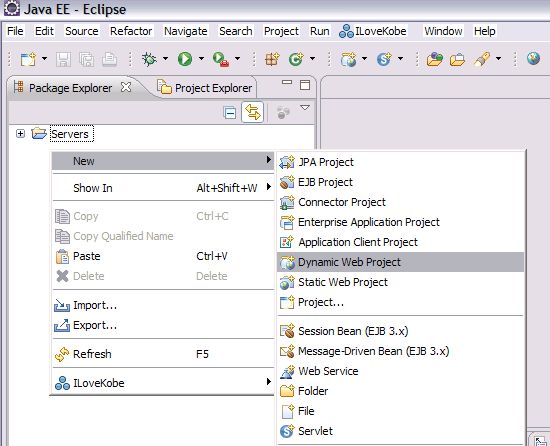 Java EE - Eclipse
File Edit Source Refactor Navigate Search Project Run ILoveKobe Window Help
Package Explorer Project Explorer
Servers
New
Show In Alt+Shift+W
Copy Ctrl+C
Copy Qualified Name
Paste Ctrl+V
Delete Delete
Import...
Export...
Refresh F5
ILoveKobe
JPA Project
EJB Project
Connector Project
Enterprise Application Project
Application Client Project
Dynamic Web Project
Static Web Project
Project...
Session Bean (EJB 3.x)
Message-Driven Bean (EJB 3.x)
Web Service
Folder
File
Servlet